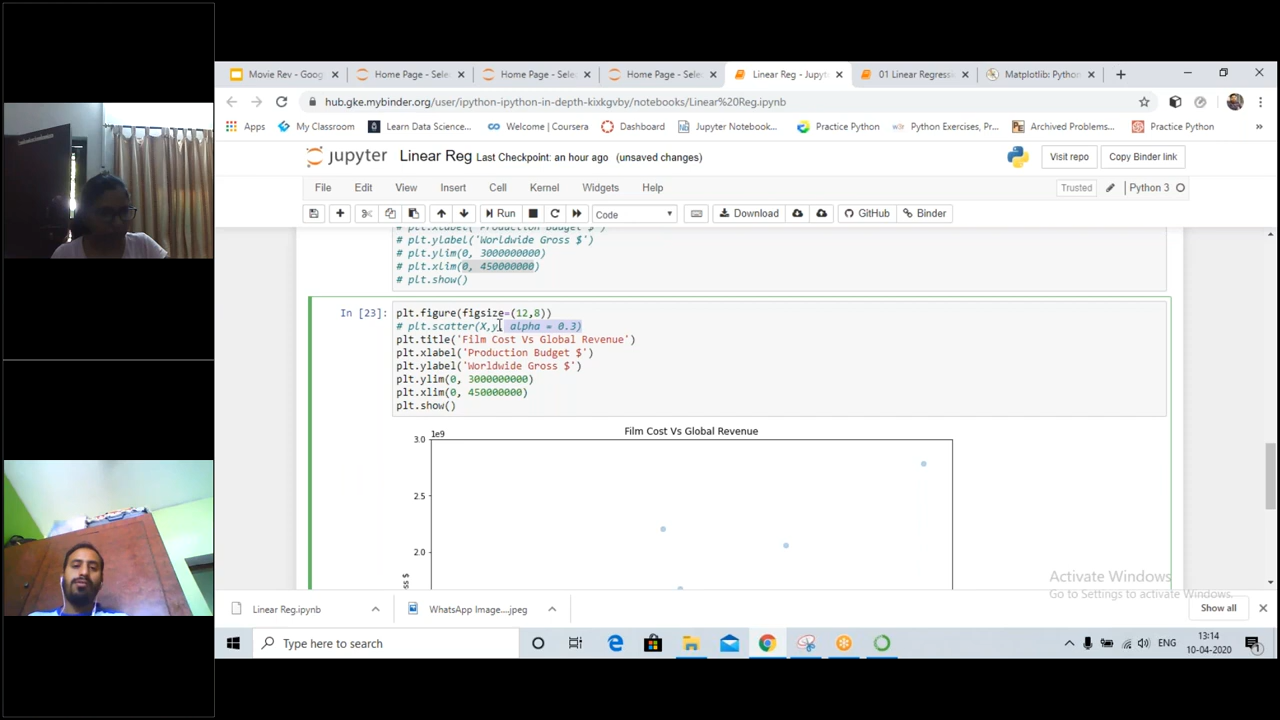 Movie Rev - Goog
Home Page - Sele
Home Page - Sele
Home Page - Sele
Linear Reg - Jupyt
01 Linear Regress
Matplotlib: Python
hub.gke.mybinder.org/user/ipython-ipython-in-depth-kixkgvby/notebooks/Linear%20Reg.ipynb
Apps
My Classroom
Learn Data Science...
Welcome | Coursera
Dashboard
Jupyter Notebook...
Practice Python
Python Exercises, Pr...
Archived Problems...
Practice Python
jupyter Linear Reg Last Checkpoint: an hour ago (unsaved changes)
Visit repo
Copy Binder link
File Edit View Insert Cell Kernel Widgets Help
Trusted
Python 3
Run
Code
Download
GitHub
Binder
# plt.xlabel('Production Budget $')
# plt.ylabel('Worldwide Gross $')
# plt.ylim(0, 3000000000)
# plt.xlim(0, 450000000)
# plt.show()
In [23]:
plt.figure(figsize=(12,8))
# plt.scatter(X,y, alpha = 0.3)
plt.title('Film Cost Vs Global Revenue')
plt.xlabel('Production Budget $')
plt.ylabel('Worldwide Gross $')
plt.ylim(0, 3000000000)
plt.xlim(0, 450000000)
plt.show()
Film Cost Vs Global Revenue
1e9
3.0
2.5
2.0
s $
Activate Windows
Go to Settings to activate Windows.
Linear Reg.ipynb
WhatsApp Image....jpeg
Show all
Type here to search
ENG
13:14
10-04-2020